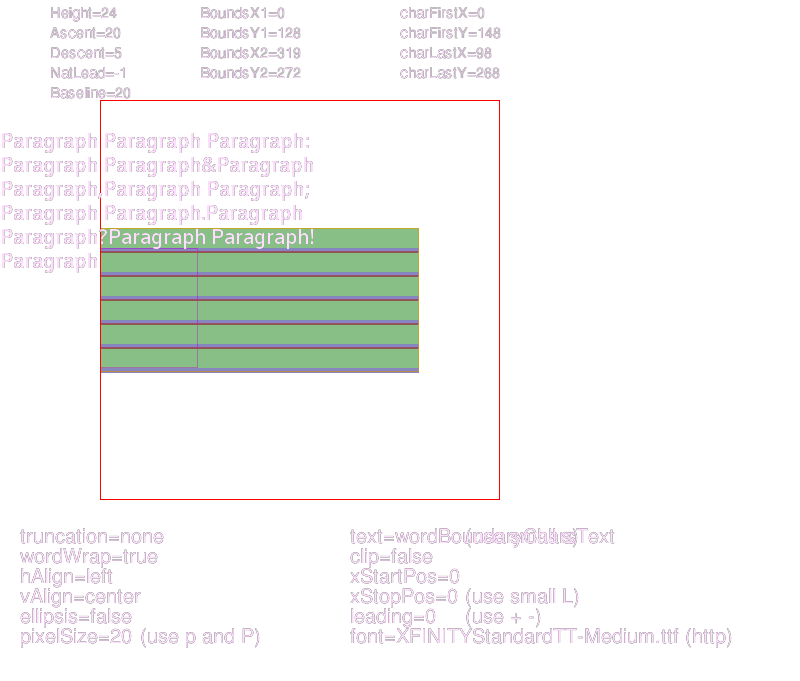 Height=24 BoundsX1=0 charFirstX=0
Ascent=20 BoundsY1=128 charFirstY=148
Descent=5 BoundsX2=319 charLastX=98
NatLead=-1 BoundsY2=272 charLastY=268
Baseline=20
Paragraph Paragraph Paragraph:
Paragraph Paragraph&Paragraph
Paragraph,Paragraph Paragraph;
Paragraph Paragraph.Paragraph
Paragraph?Paragraph Paragraph!
Paragraph
truncation=none text=wordBoundaryCharsText
wordWrap=true clip=false
hAlign=left xStartPos=0
vAlign=center xStopPos=0 (use small L)
ellipsis=false leading=0 (use + -)
pixelSize=20 (use p and P) font=XFINITYStandardTT-Medium.ttf (http)